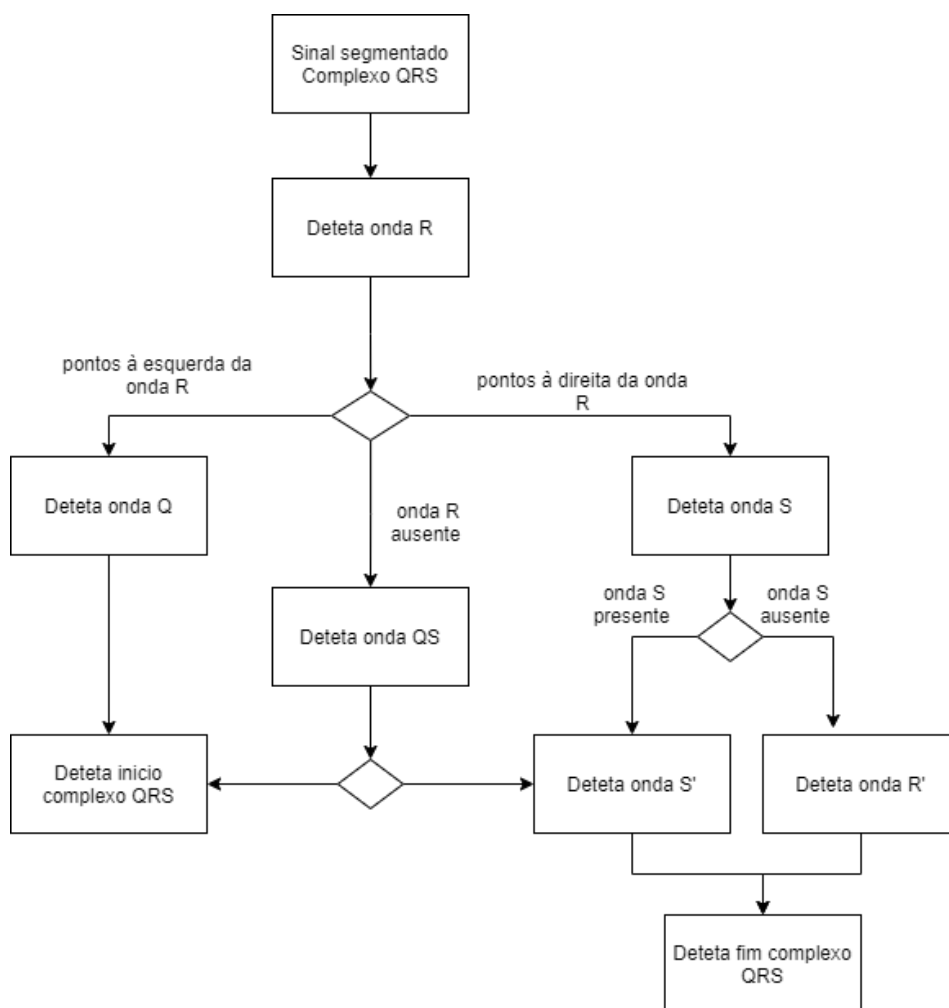 Sinal segmentado
Complexo QRS
Deteta onda R
pontos à esquerda da
onda R
pontos à direita da onda
R
Deteta onda Q
onda R
ausente
Deteta onda S
onda S
presente
onda S
ausente
Deteta onda QS
Deteta inicio
complexo QRS
Deteta onda S'
Deteta onda R'
Deteta fim complexo
QRS